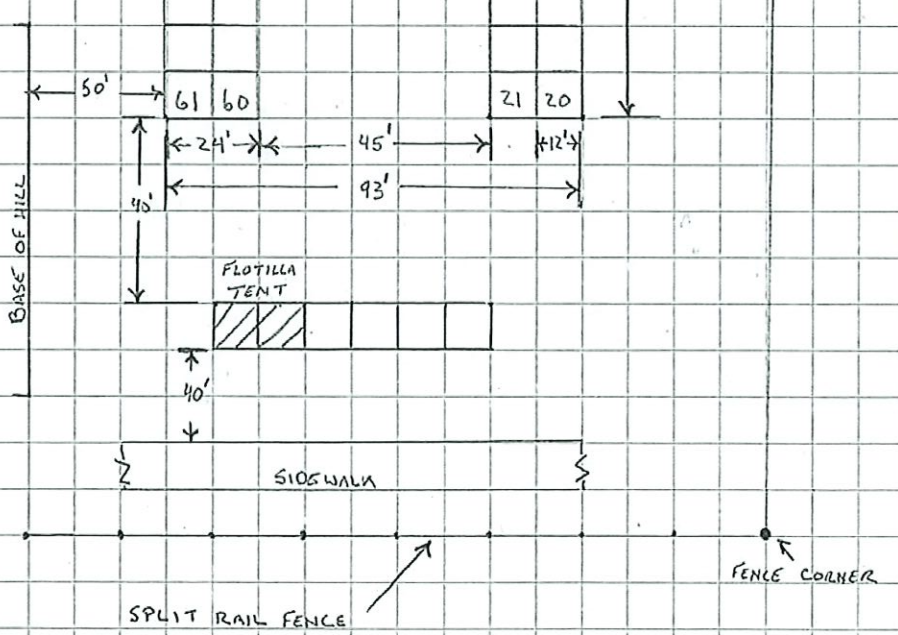 50'
61 60
21 20
24'
45'
12'
93'
40'
BASE OF HILL
FLOTILLA
TENT
40'
SIDEWALK
FENCE CORNER
SPLIT RAIL FENCE